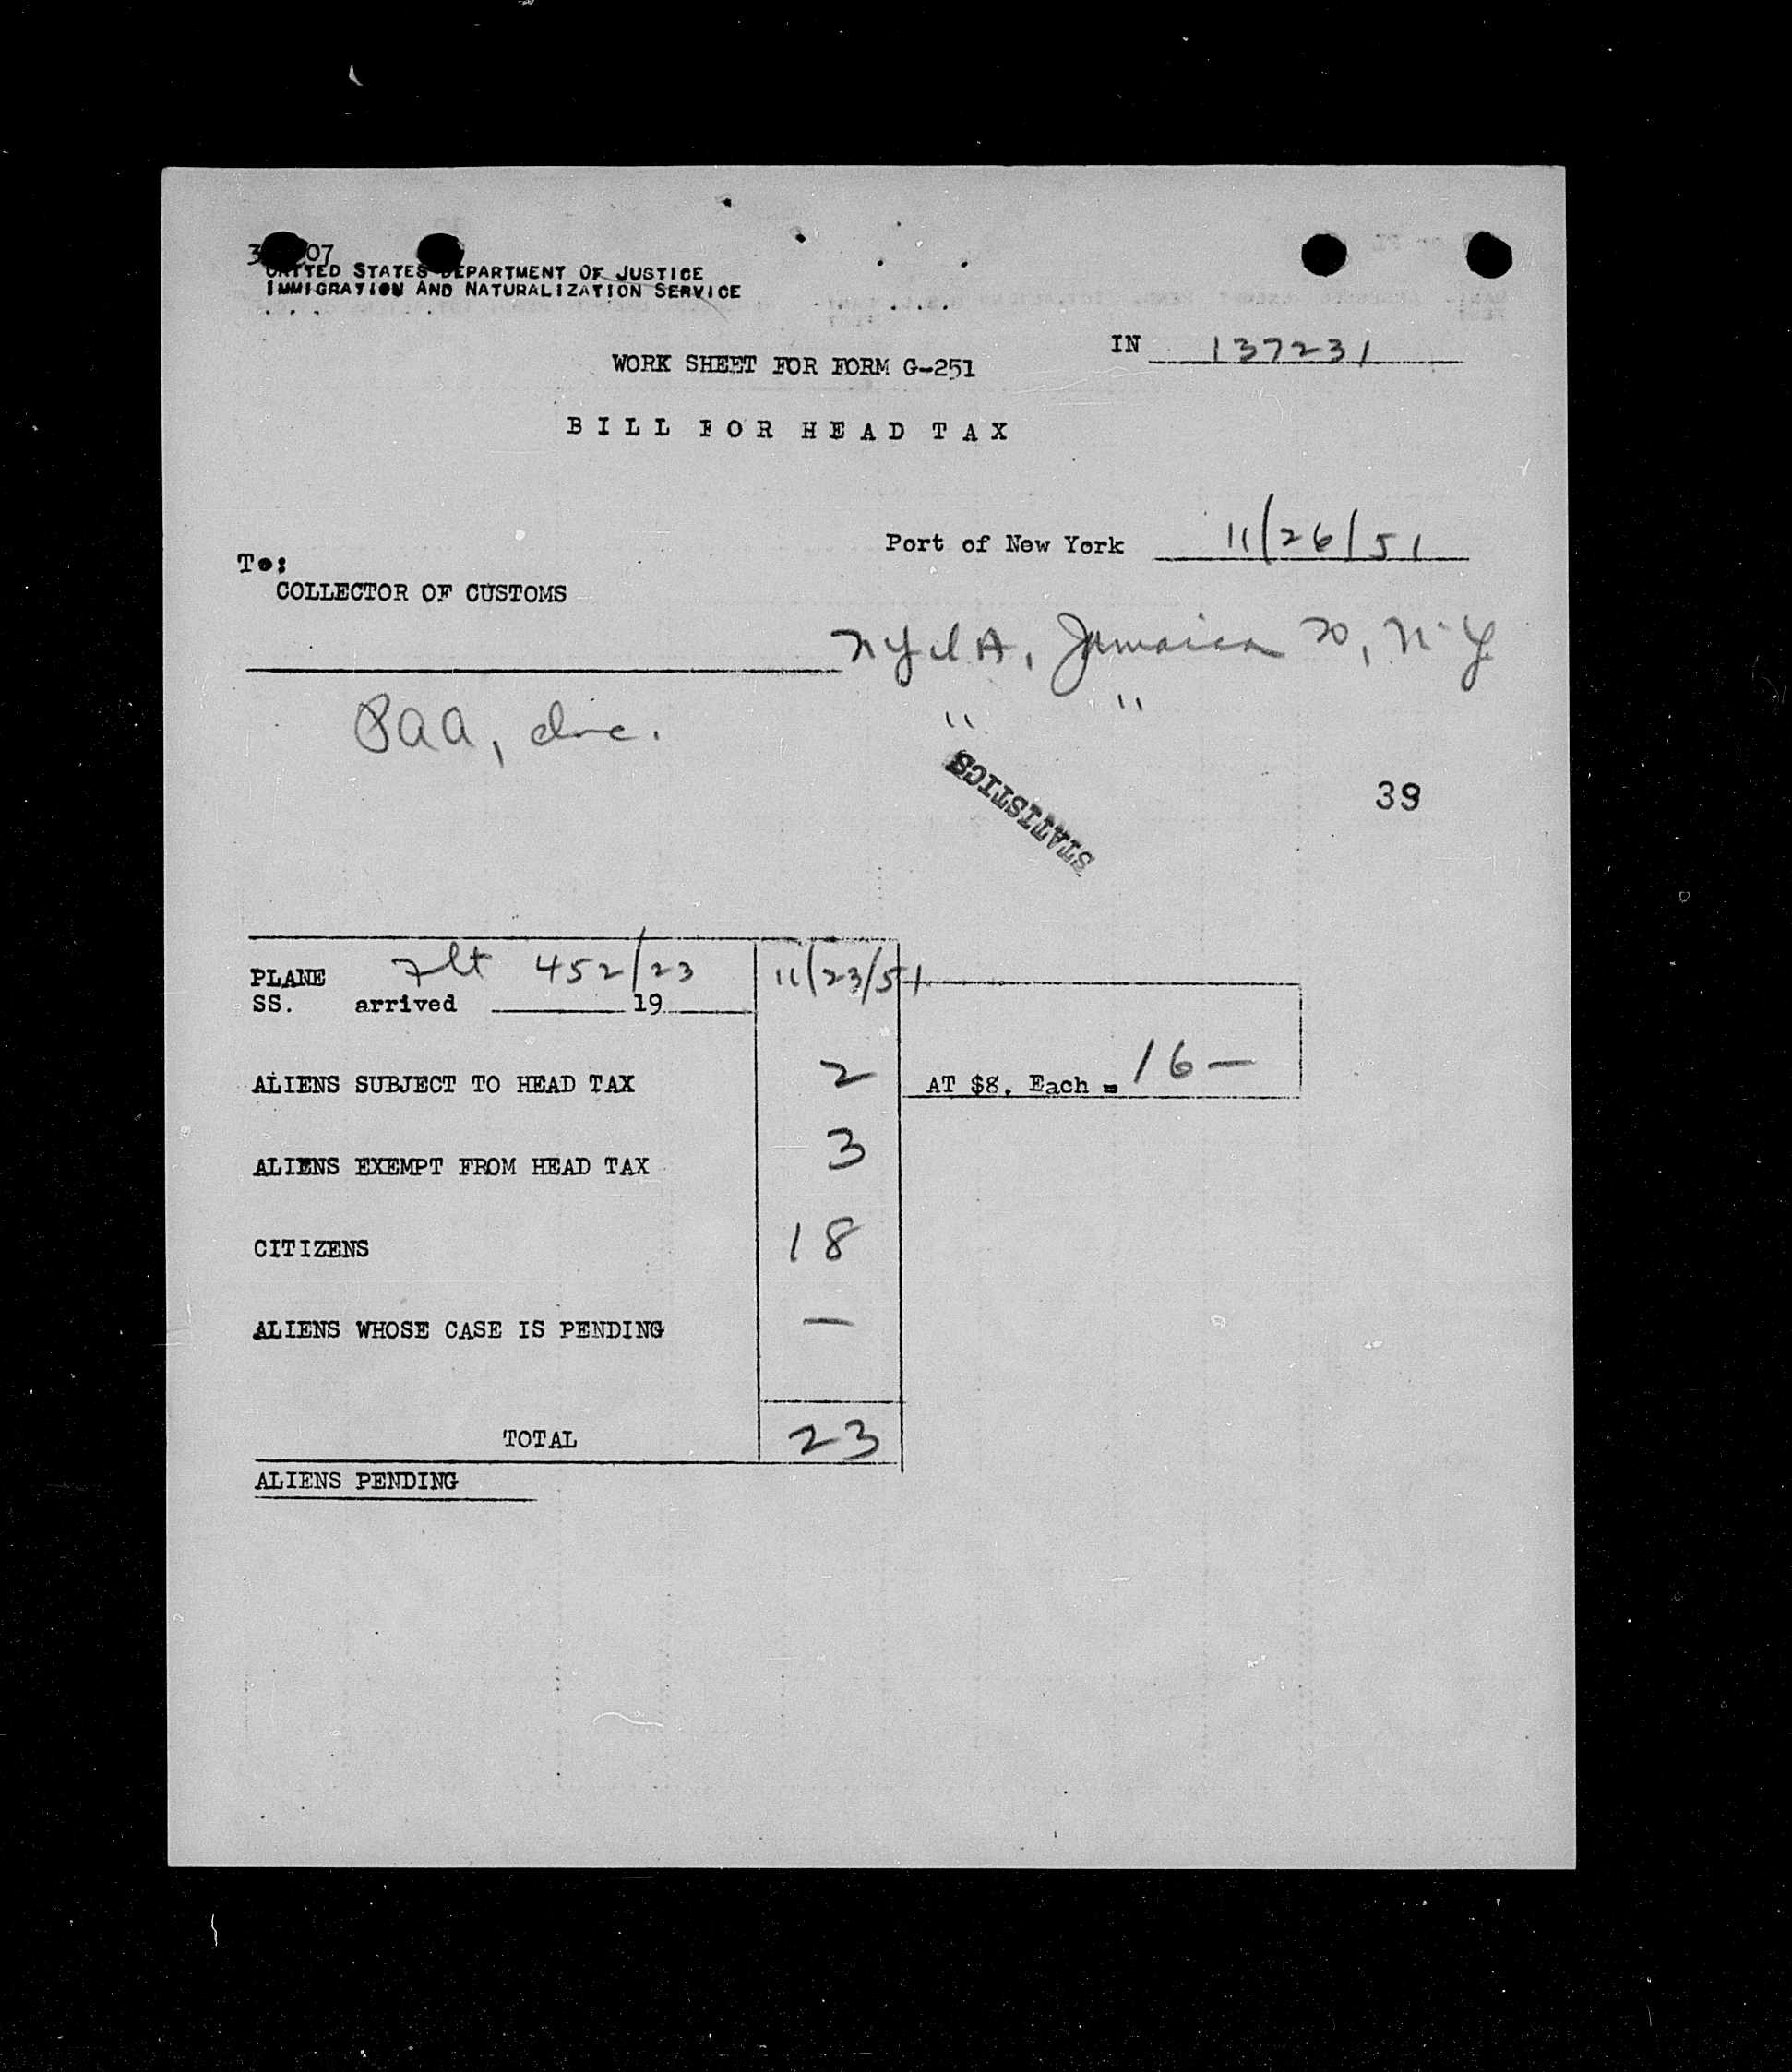 UNITED STATES DEPARTMENT OF JUSTICE
IMMIGRATION AND NATURALIZATION SERVICE
IN 137231
WORK SHEET FOR FORM G-251
BILL FOR HEAD TAX
Port of New York 11/26/51
To:
COLLECTOR OF CUSTOMS
NYIA, Jamaica 30, N.Y.
PAA, Inc. " "
STATISTICS
39
PLANE Flt 452/23 11/23/51
SS. arrived 19
ALIENS SUBJECT TO HEAD TAX 2 AT $8. Each = 16—
ALIENS EXEMPT FROM HEAD TAX 3
CITIZENS 18
ALIENS WHOSE CASE IS PENDING —
TOTAL 23
ALIENS PENDING